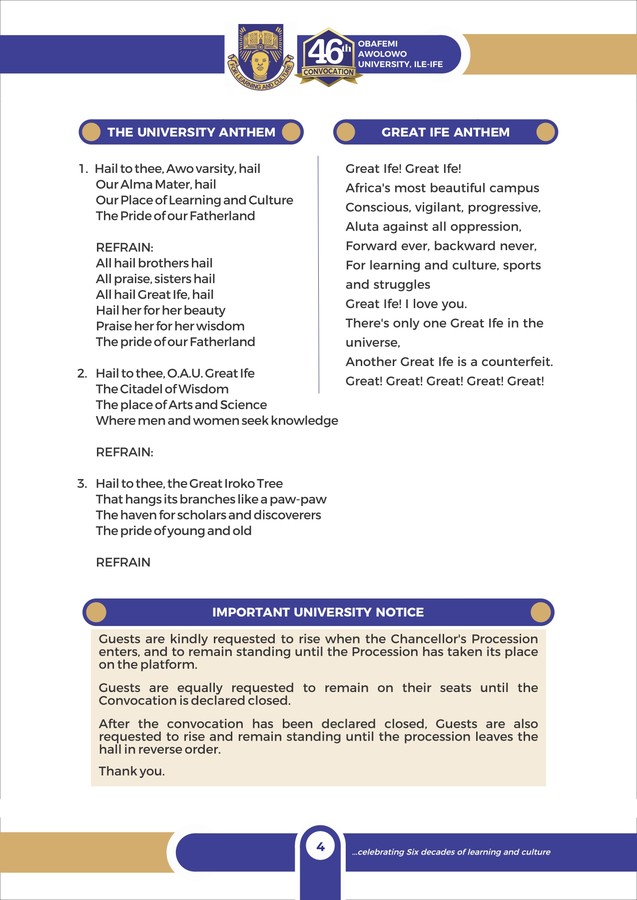 46th
CONVOCATION
OBAFEMI
AWOLOWO
UNIVERSITY, ILE-IFE
FOR LEARNING AND CULTURE
THE UNIVERSITY ANTHEM
1. Hail to thee, Awo varsity, hail
Our Alma Mater, hail
Our Place of Learning and Culture
The Pride of our Fatherland
REFRAIN:
All hail brothers hail
All praise, sisters hail
All hail Great Ife, hail
Hail her for her beauty
Praise her for her wisdom
The pride of our Fatherland
2. Hail to thee, O.A.U. Great Ife
The Citadel of Wisdom
The place of Arts and Science
Where men and women seek knowledge
REFRAIN:
3. Hail to thee, the Great Iroko Tree
That hangs its branches like a paw-paw
The haven for scholars and discoverers
The pride of young and old
REFRAIN
GREAT IFE ANTHEM
Great Ife! Great Ife!
Africa's most beautiful campus
Conscious, vigilant, progressive,
Aluta against all oppression,
Forward ever, backward never,
For learning and culture, sports
and struggles
Great Ife! I love you.
There's only one Great Ife in the
universe,
Another Great Ife is a counterfeit.
Great! Great! Great! Great! Great!
IMPORTANT UNIVERSITY NOTICE
Guests are kindly requested to rise when the Chancellor's Procession
enters, and to remain standing until the Procession has taken its place
on the platform.
Guests are equally requested to remain on their seats until the
Convocation is declared closed.
After the convocation has been declared closed, Guests are also
requested to rise and remain standing until the procession leaves the
hall in reverse order.
Thank you.
4
...celebrating Six decades of learning and culture